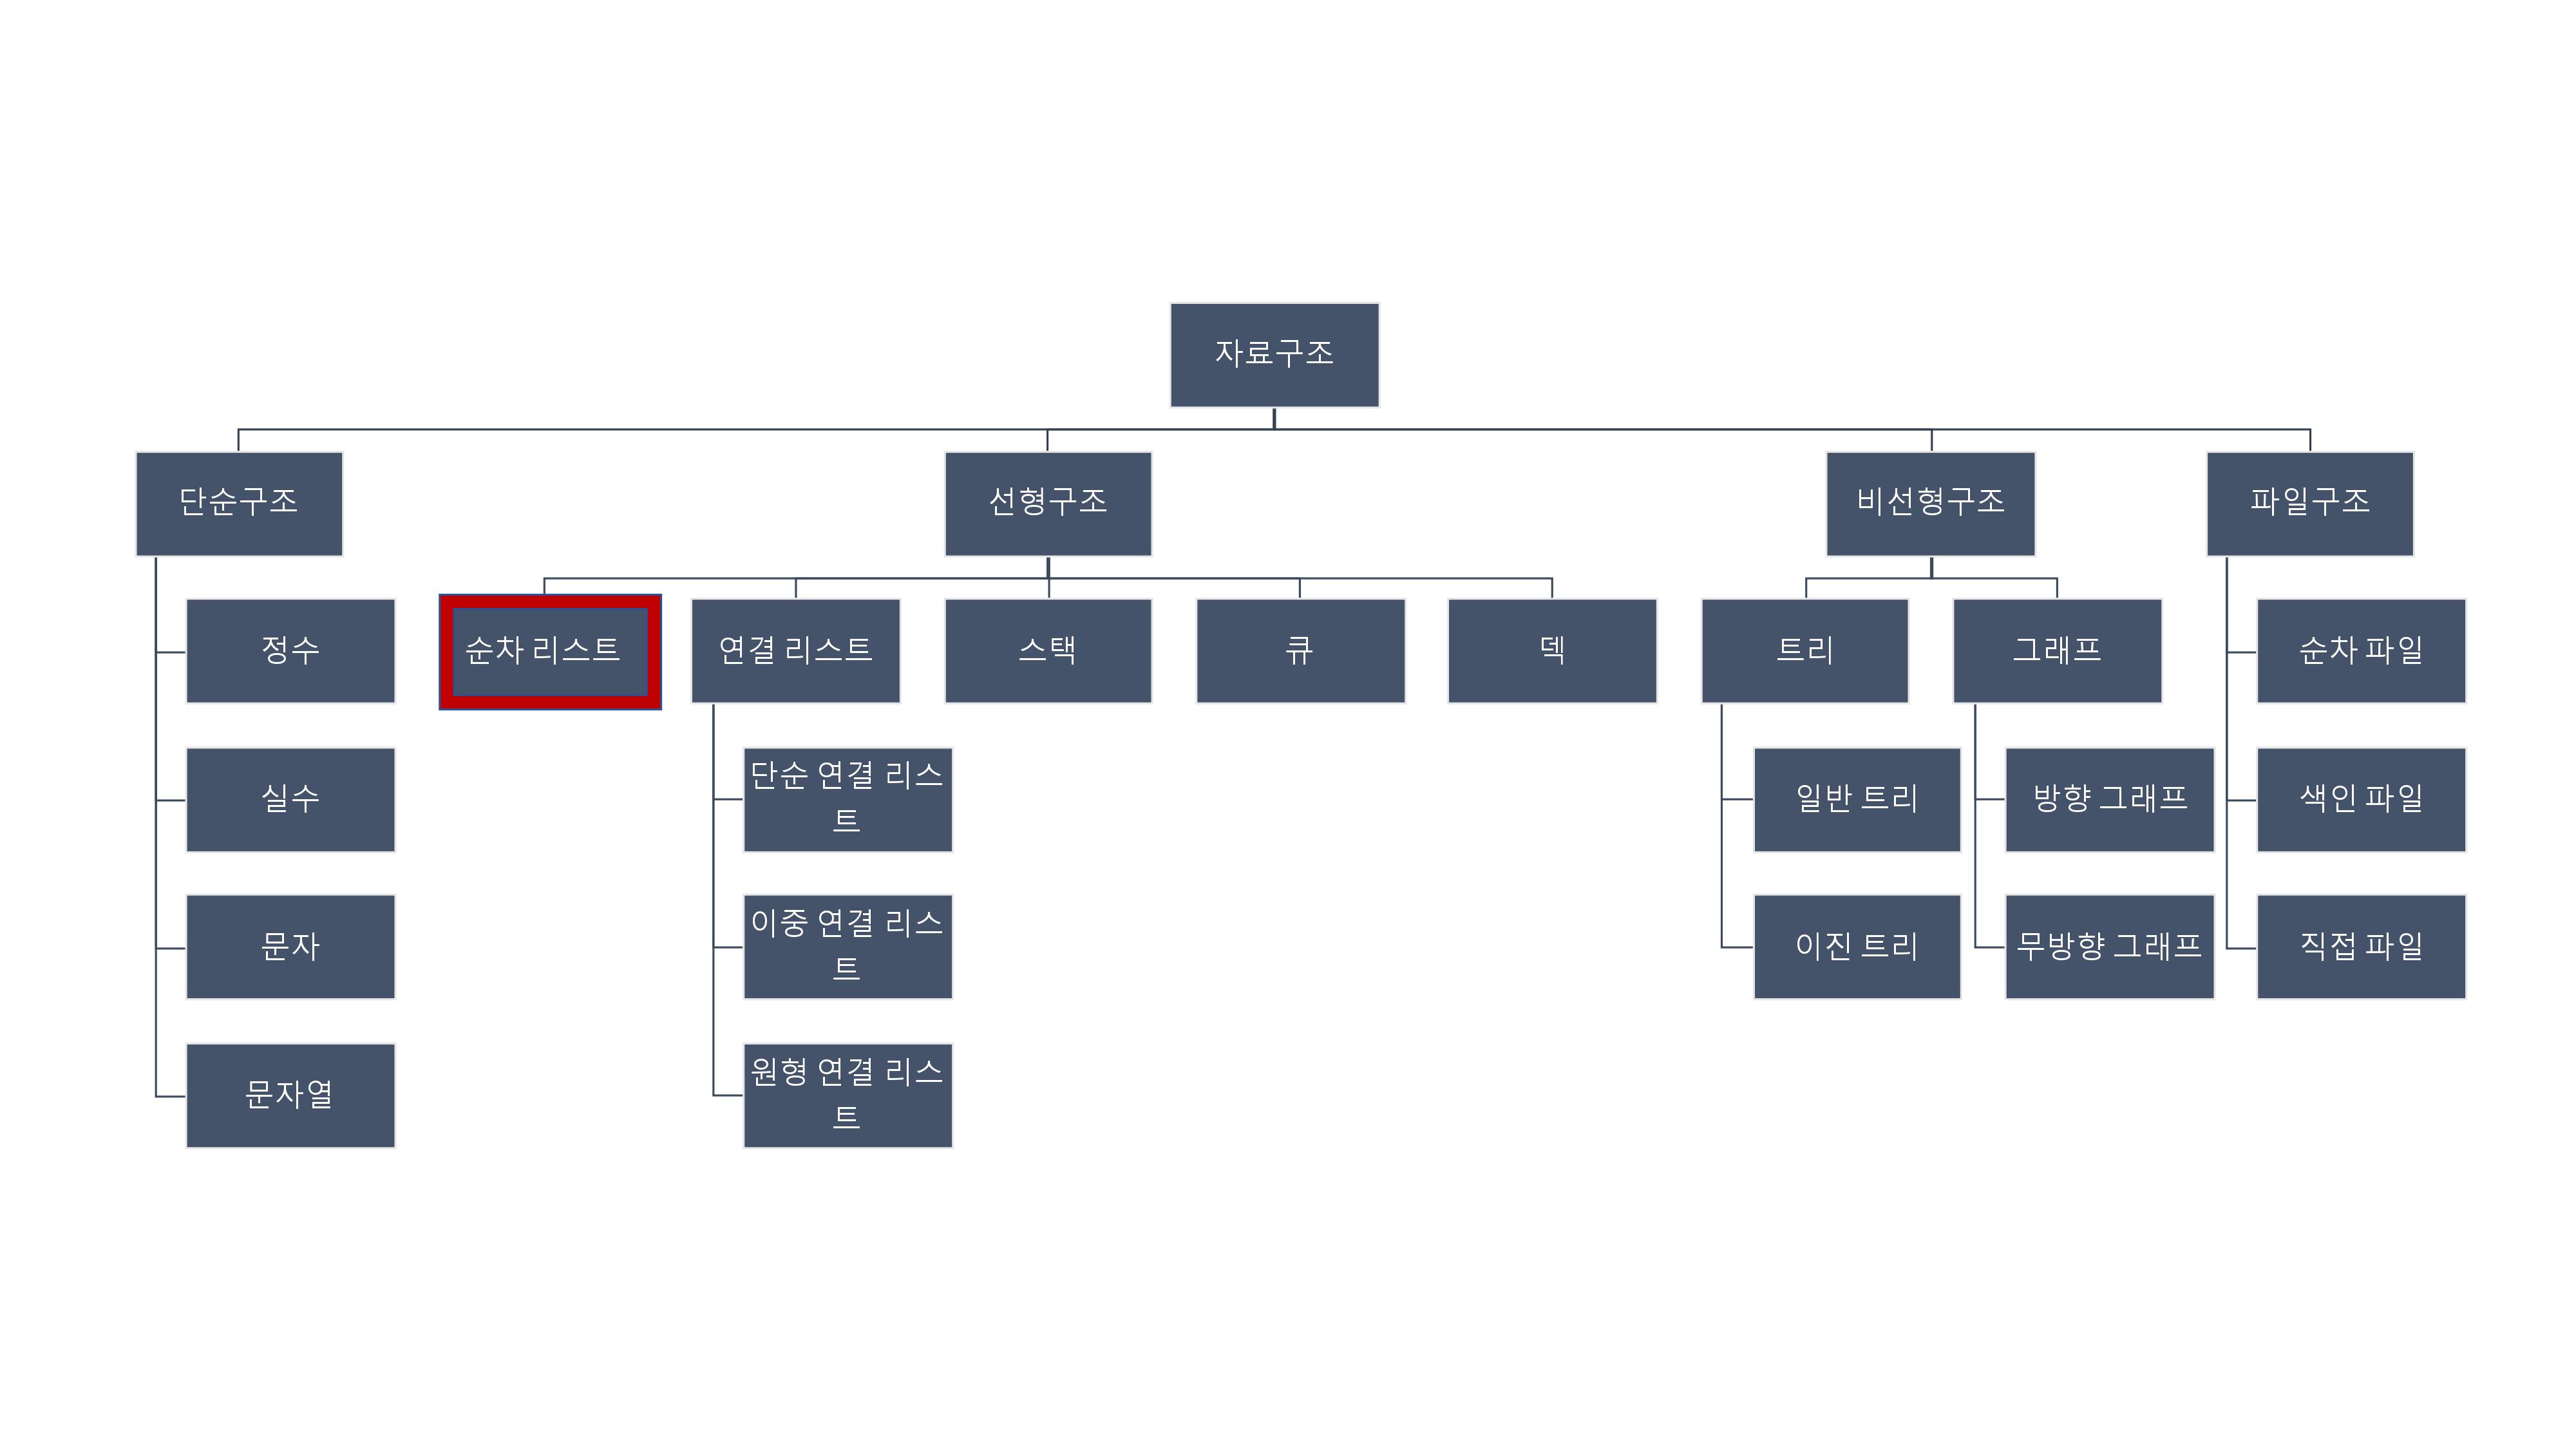 자료구조
단순구조
선형구조
비선형구조
파일구조
정수
순차 리스트
연결 리스트
스택
큐
덱
트리
그래프
순차 파일
실수
단순 연결 리스
트
일반 트리
방향 그래프
색인 파일
문자
이중 연결 리스
트
이진 트리
무방향 그래프
직접 파일
문자열
원형 연결 리스
트